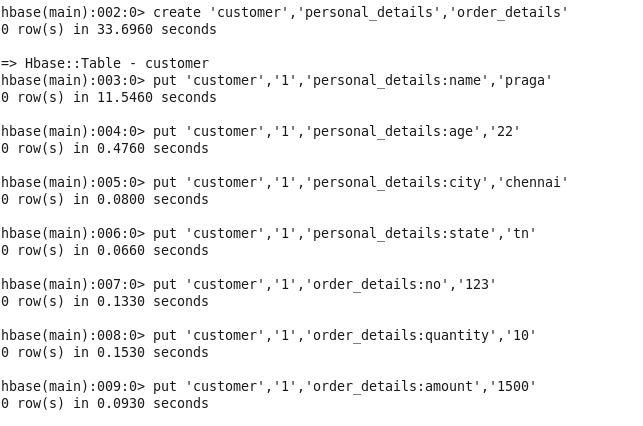 hbase(main):002:0> create 'customer','personal_details','order_details'
0 row(s) in 33.6960 seconds
=> Hbase::Table - customer
hbase(main):003:0> put 'customer','1','personal_details:name','praga'
0 row(s) in 11.5460 seconds
hbase(main):004:0> put 'customer','1','personal_details:age','22'
0 row(s) in 0.4760 seconds
hbase(main):005:0> put 'customer','1','personal_details:city','chennai'
0 row(s) in 0.0800 seconds
hbase(main):006:0> put 'customer','1','personal_details:state','tn'
0 row(s) in 0.0660 seconds
hbase(main):007:0> put 'customer','1','order_details:no','123'
0 row(s) in 0.1330 seconds
hbase(main):008:0> put 'customer','1','order_details:quantity','10'
0 row(s) in 0.1530 seconds
hbase(main):009:0> put 'customer','1','order_details:amount','1500'
0 row(s) in 0.0930 seconds